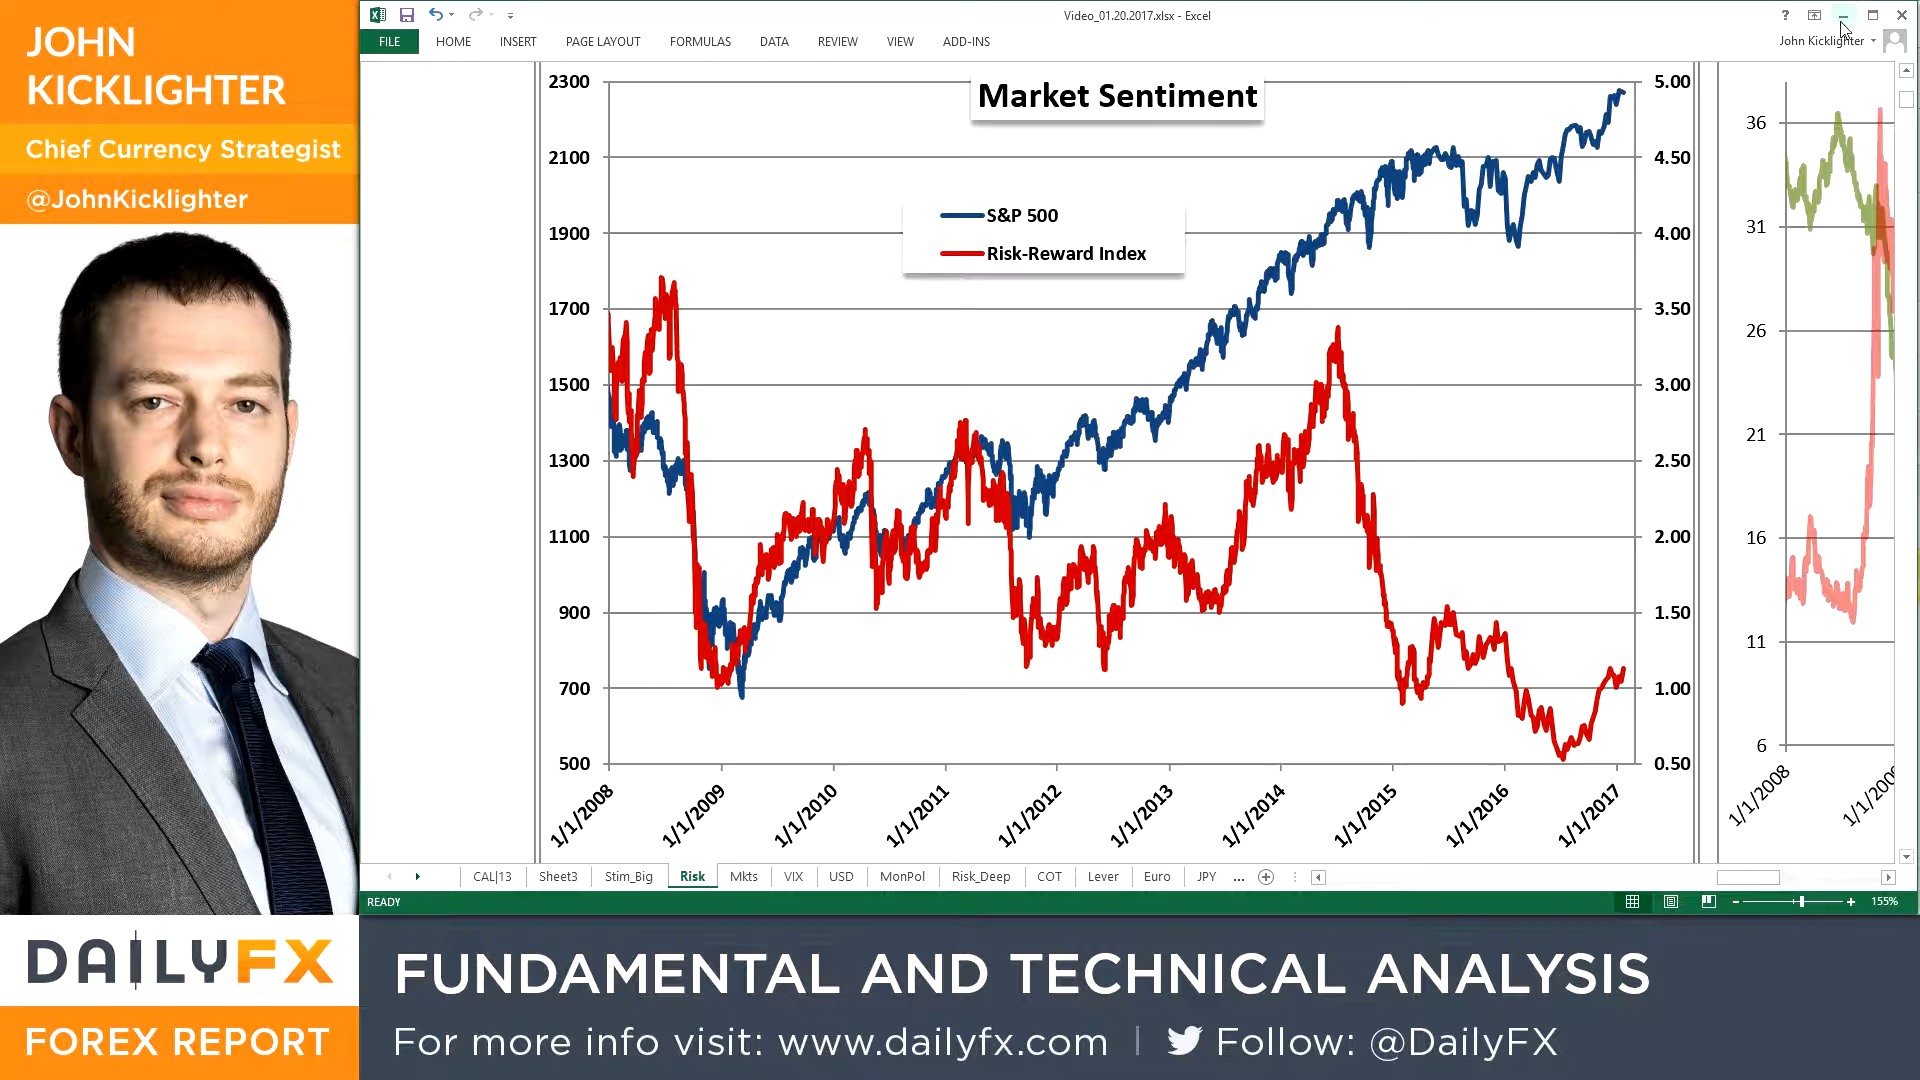 JOHN
KICKLIGHTER
Chief Currency Strategist
@JohnKicklighter
Video_01.20.2017.xlsx - Excel
?
FILE HOME INSERT PAGE LAYOUT FORMULAS DATA REVIEW VIEW ADD-INS
John Kicklighter
Market Sentiment
S&P 500
Risk-Reward Index
2300
2100
1900
1700
1500
1300
1100
900
700
500
5.00
4.50
4.00
3.50
3.00
2.50
2.00
1.50
1.00
0.50
1/1/2008
1/1/2009
1/1/2010
1/1/2011
1/1/2012
1/1/2013
1/1/2014
1/1/2015
1/1/2016
1/1/2017
36
31
26
21
16
11
6
1/1/2008
CAL|13 Sheet3 Stim_Big Risk Mkts VIX USD MonPol Risk_Deep COT Lever Euro JPY ...
READY
155%
DAILYFX
FOREX REPORT
FUNDAMENTAL AND TECHNICAL ANALYSIS
For more info visit: www.dailyfx.com | Follow: @DailyFX